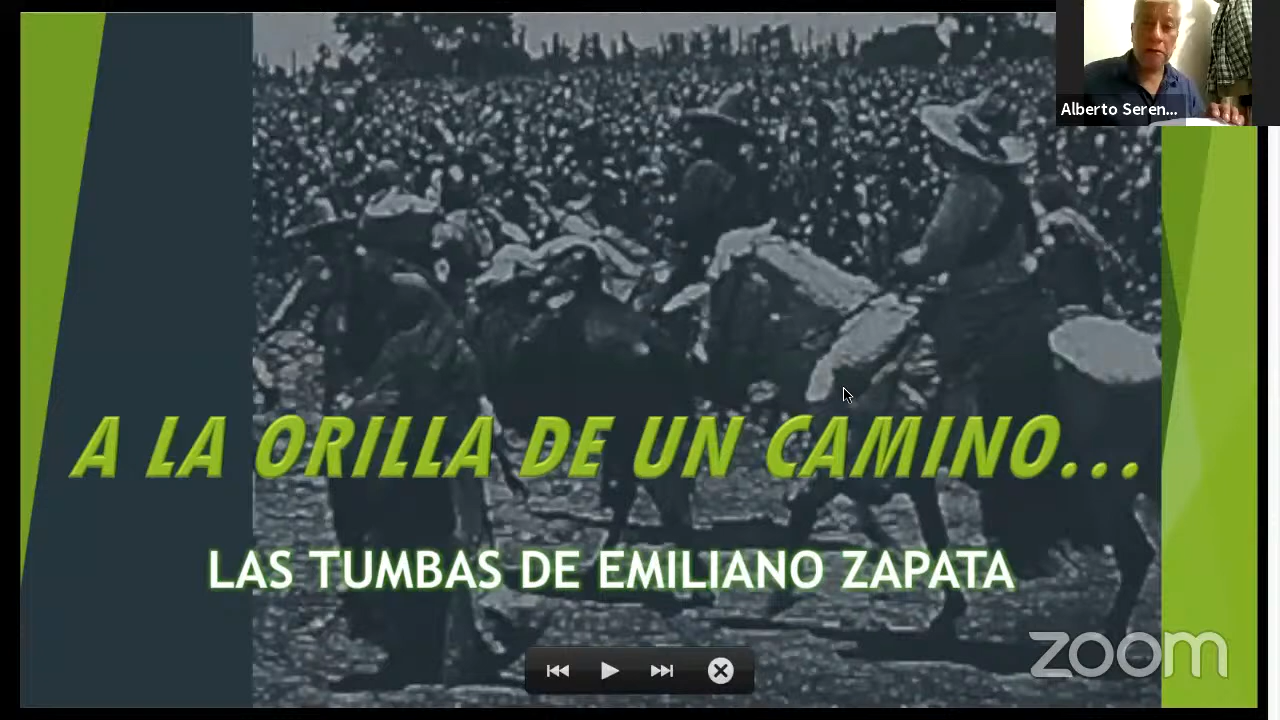 Alberto Seren...
A LA ORILLA DE UN CAMINO...
LAS TUMBAS DE EMILIANO ZAPATA
zoom